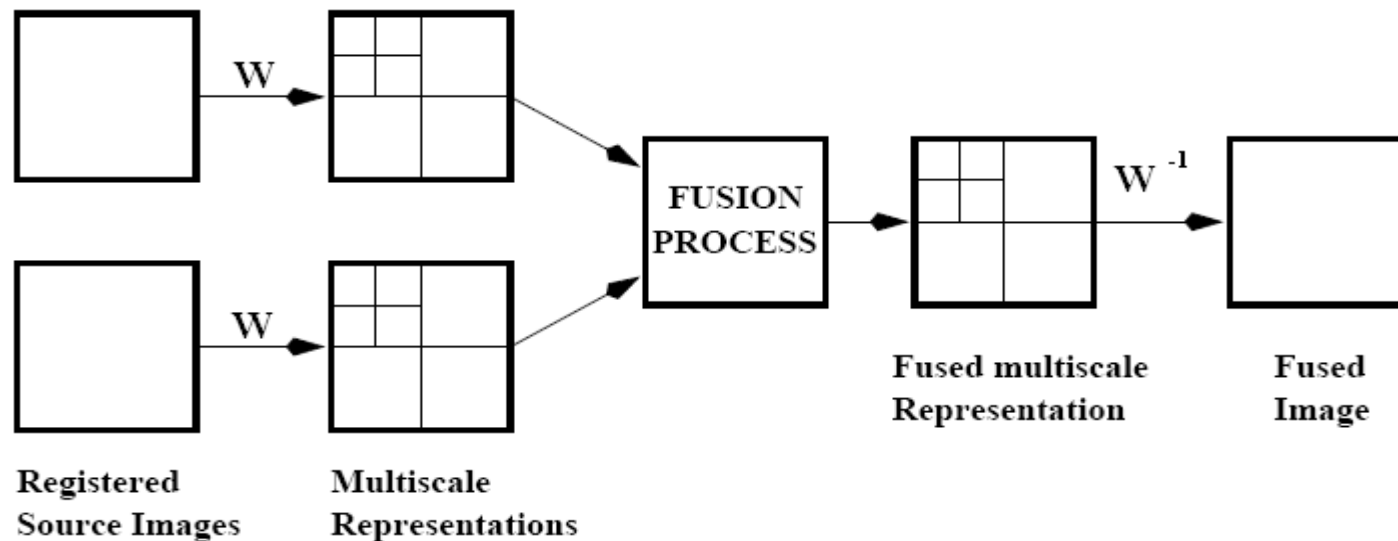 W
W
FUSION
PROCESS
W -1
Registered
Source Images
Multiscale
Representations
Fused multiscale
Representation
Fused
Image